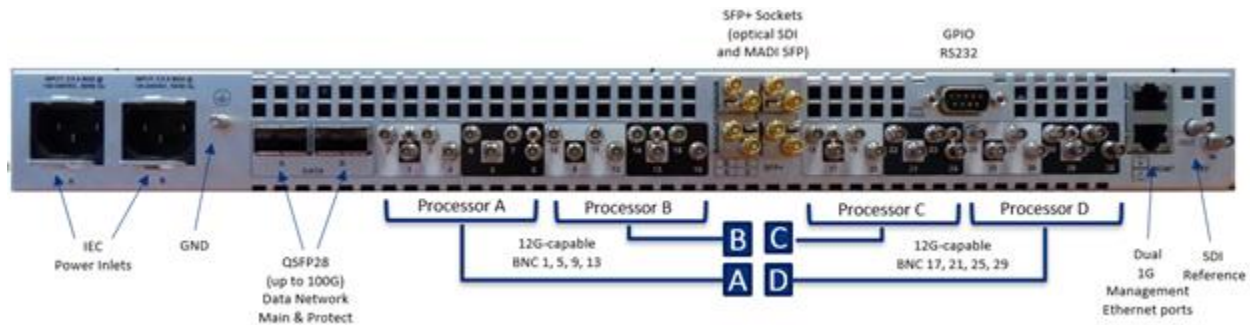 SFP+ Sockets
(optical SDI
and MADI SFP)
GPIO
RS232
A
B
DATA
SFP+
A
B
Processor A
Processor B
Processor C
Processor D
IEC
Power Inlets
GND
QSFP28
(up to 100G)
Data Network
Main & Protect
12G-capable
BNC 1, 5, 9, 13
B
C
A
D
12G-capable
BNC 17, 21, 25, 29
Dual
1G
Management
Ethernet ports
SDI
Reference